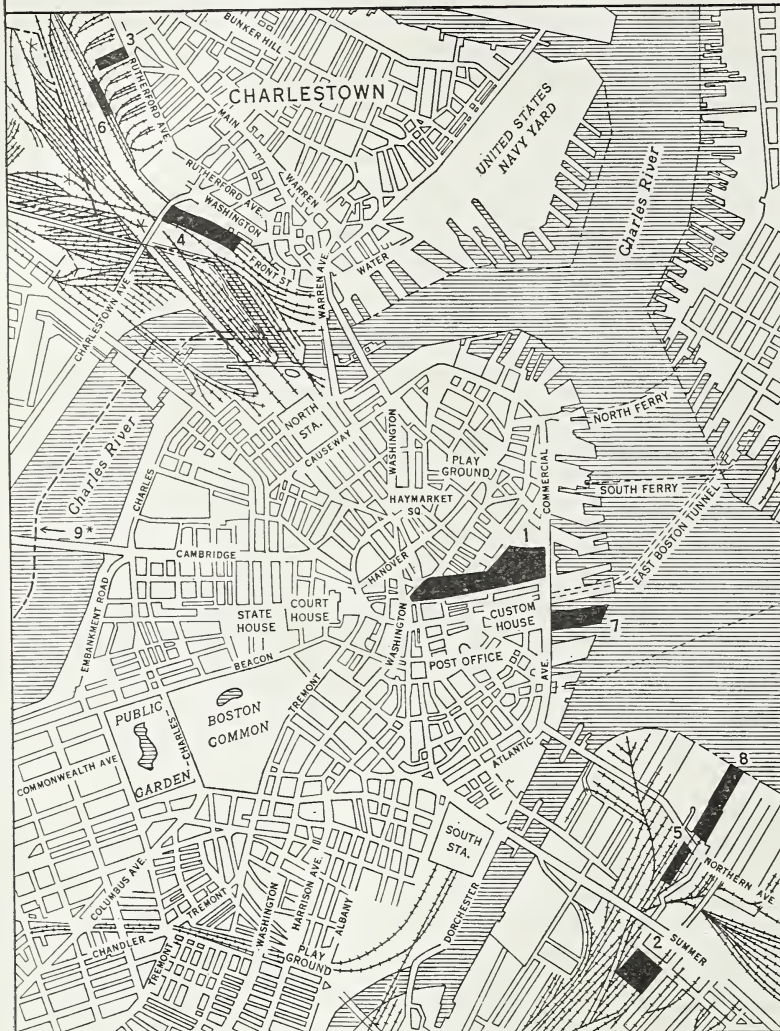 BUNKER HILL
3
RUTHERFORD AVE.
CHARLESTOWN
6
MAIN
UNITED STATES
NAVY YARD
Charles River
RUTHERFORD AVE.
WARREN
WASHINGTON
4
FRONT ST
WATER
WARREN AVE
CHARLESTOWN AVE
NORTH
STA.
CAUSEWAY
WASHINGTON
NORTH FERRY
Charles River
CHARLES
PLAY
GROUND
COMMERCIAL
SOUTH FERRY
HAYMARKET
SQ
EAST BOSTON TUNNEL
9*
CAMBRIDGE
HANOVER
1
EMBANKMENT ROAD
STATE
HOUSE
COURT
HOUSE
WASHINGTON
CUSTOM
HOUSE
7
BEACON
POST OFFICE
AVE.
TREMONT
PUBLIC
GARDEN
CHARLES
BOSTON
COMMON
ATLANTIC
COMMONWEALTH AVE
8
5
SOUTH
STA.
NORTHERN AVE
COLUMBUS AVE.
TREMONT
WASHINGTON
HARRISON AVE.
ALBANY
DORCHESTER
SUMMER
2
CHANDLER
TREMONT
PLAY
GROUND